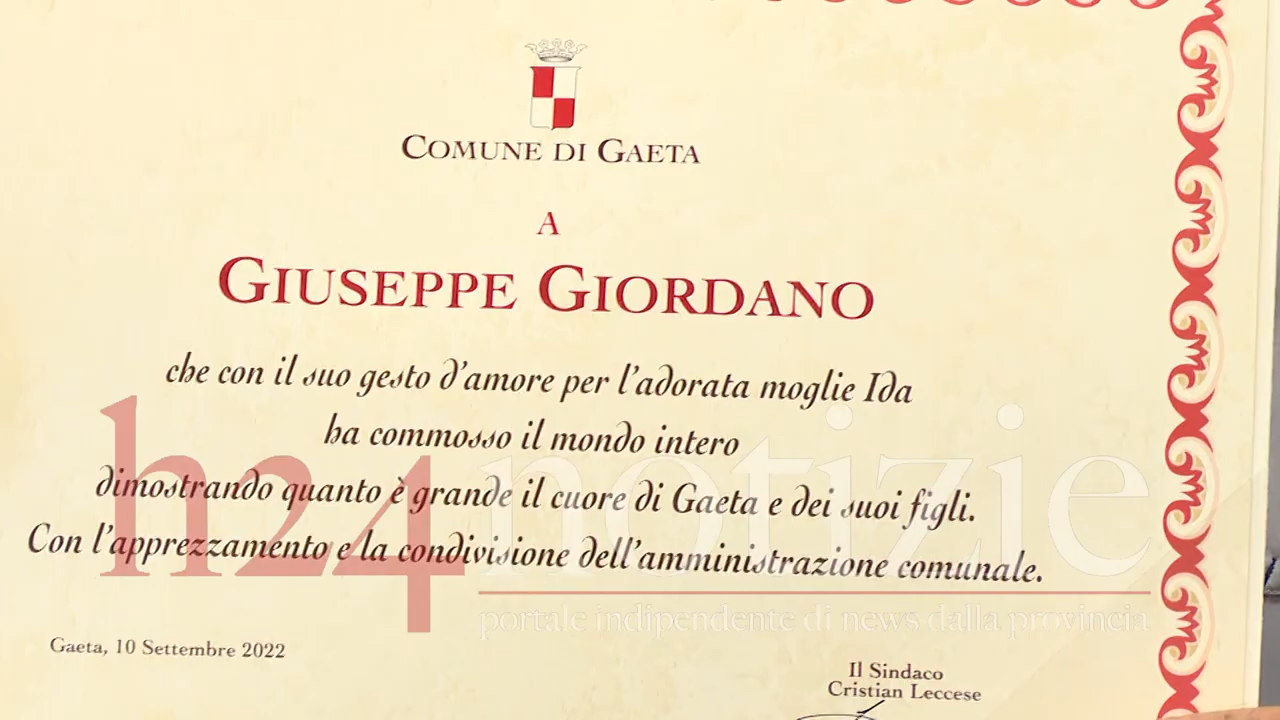 COMUNE DI GAETA
A
GIUSEPPE GIORDANO
che con il suo gesto d'amore per l'adorata moglie Ida
ha commosso il mondo intero
dimostrando quanto è grande il cuore di Gaeta e dei suoi figli.
Con l'apprezzamento e la condivisione dell'amministrazione comunale.
h24 notizie
portale indipendente di news dalla provincia
Gaeta, 10 Settembre 2022
Il Sindaco
Cristian Leccese